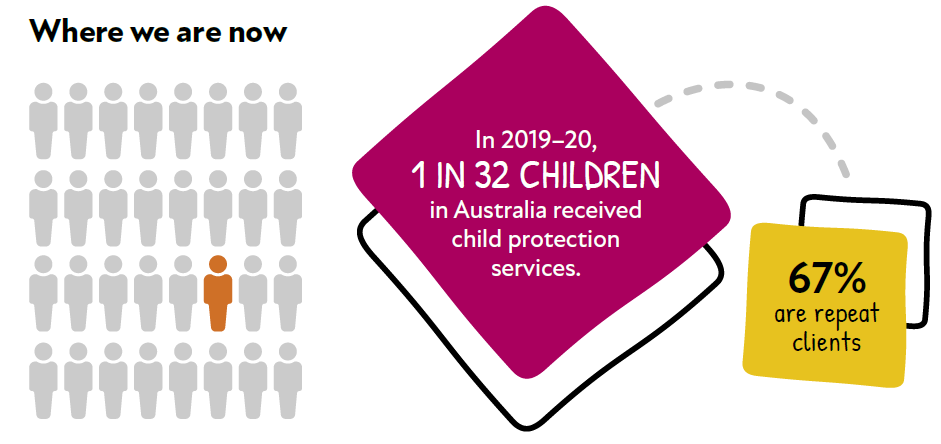 Where we are now
In 2019–20,
1 IN 32 CHILDREN
in Australia received
child protection
services.
67%
are repeat
clients